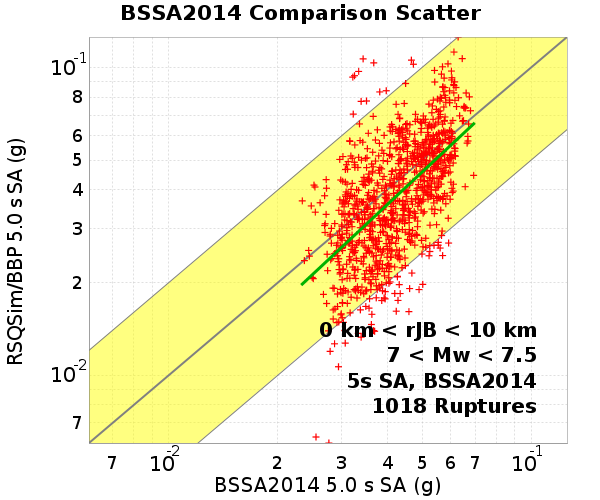 BSSA2014 Comparison Scatter
RSQSim/BBP 5.0 s SA (g)
10⁻¹
8
6
5
4
3
2
10⁻²
7
0 km < rJB < 10 km
7 < Mw < 7.5
5s SA, BSSA2014
1018 Ruptures
7 10⁻² 2 3 4 5 6 7 10⁻¹
BSSA2014 5.0 s SA (g)